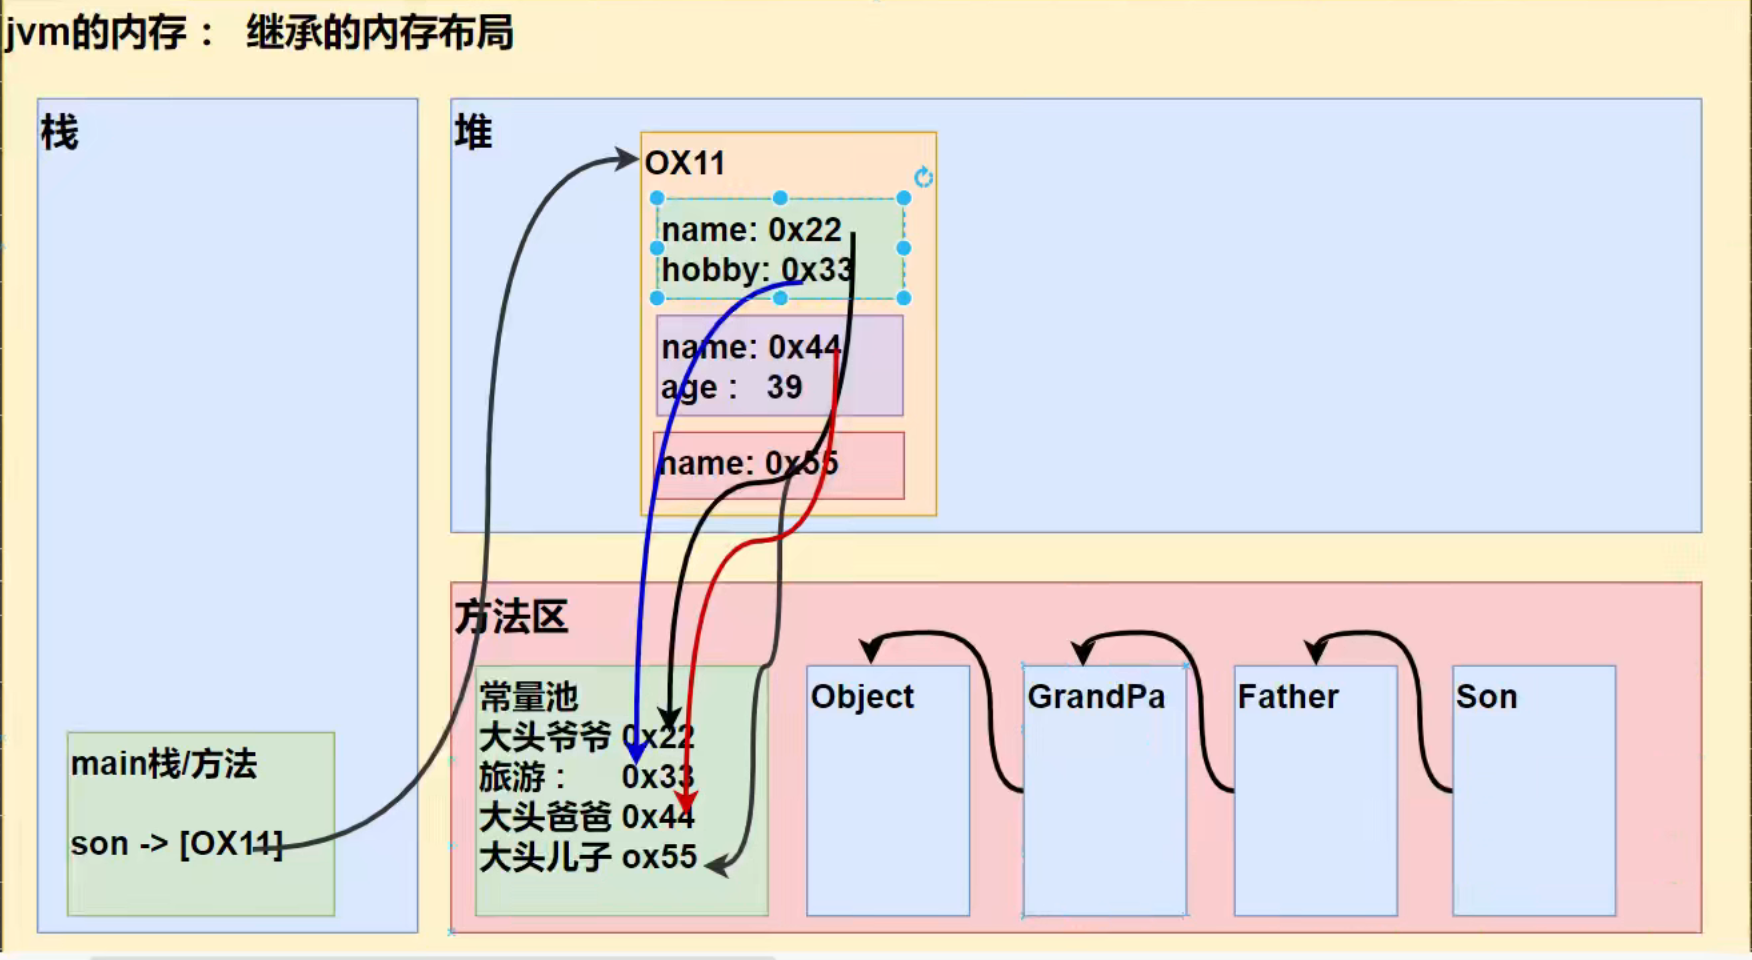 jvm的内存： 继承的内存布局
栈
main栈/方法
son -> [OX11]
堆
OX11
name: 0x22
hobby: 0x33
name: 0x44
age： 39
name: 0x55
方法区
常量池
大头爷爷 0x22
旅游： 0x33
大头爸爸 0x44
大头儿子 ox55
Object
GrandPa
Father
Son